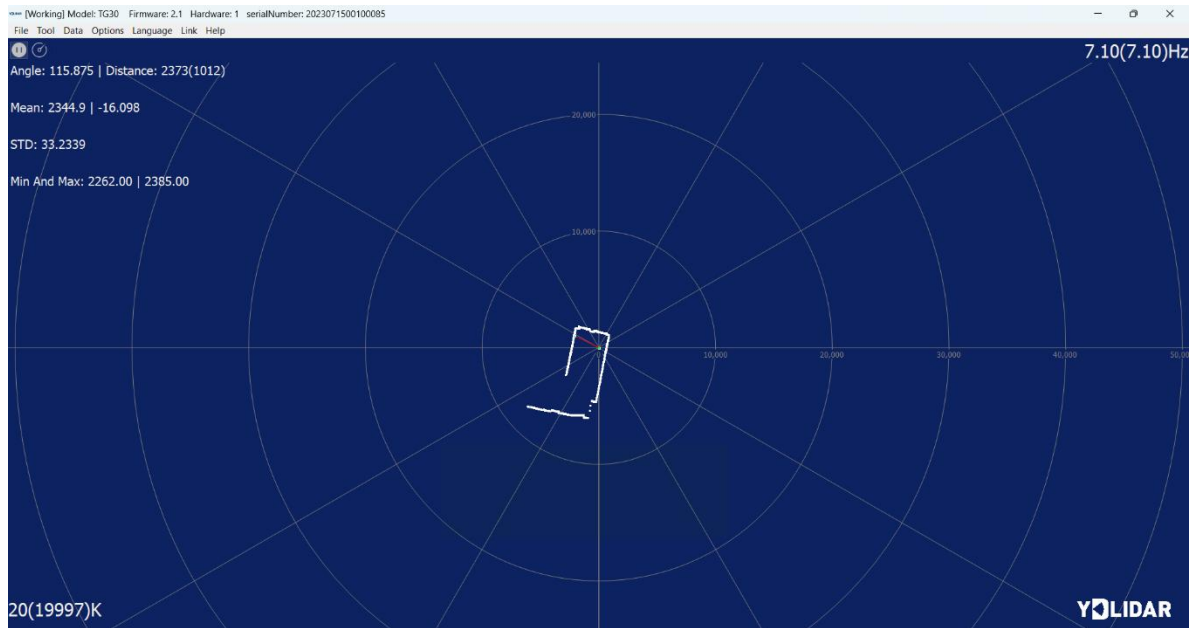 [Working] Model: TG30 Firmware: 2.1 Hardware: 1 serialNumber: 2023071500100085
File Tool Data Options Language Link Help
7.10(7.10)Hz
Angle: 115.875 | Distance: 2373(1012)
Mean: 2344.9 | -16.098
STD: 33.2339
Min And Max: 2262.00 | 2385.00
20,000
10,000
0 10,000 20,000 30,000 40,000 50,00
20(19997)K
YDLIDAR